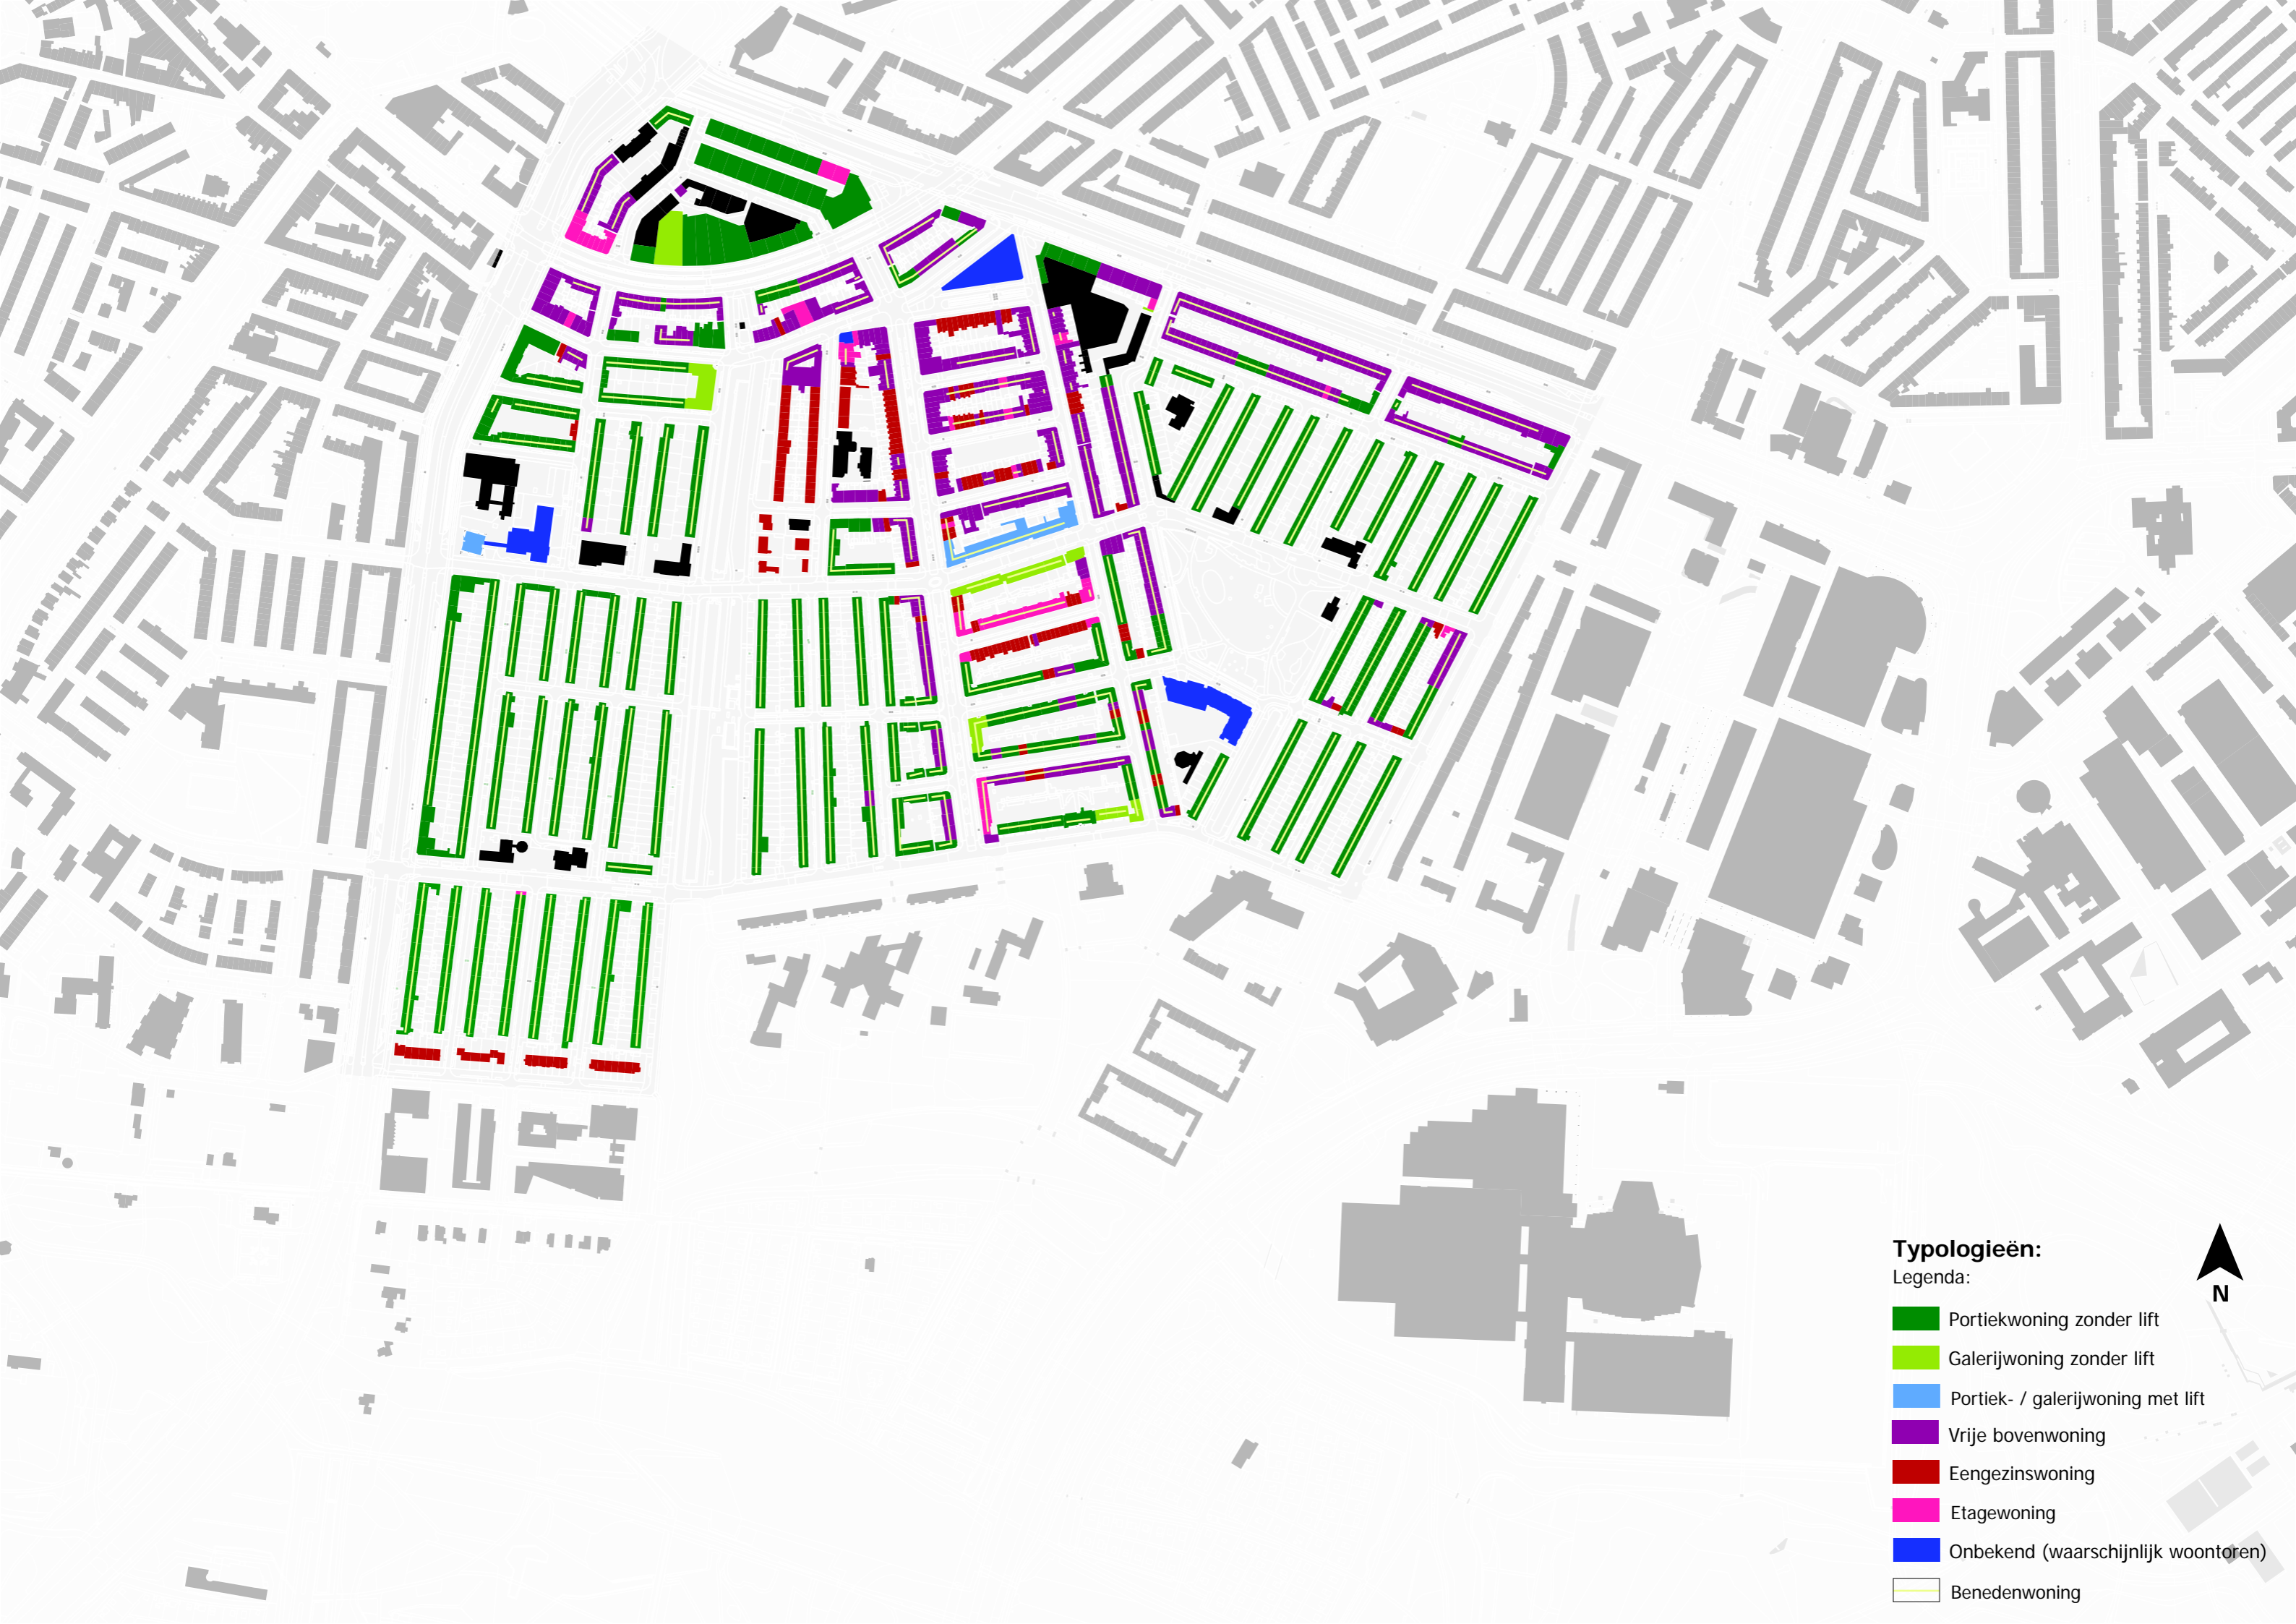 Typologieën:
Legenda:
N
Portiekwoning zonder lift
Galerijwoning zonder lift
Portiek- / galerijwoning met lift
Vrije bovenwoning
Eengezinswoning
Etagewoning
Onbekend (waarschijnlijk woontoren)
Benedenwoning